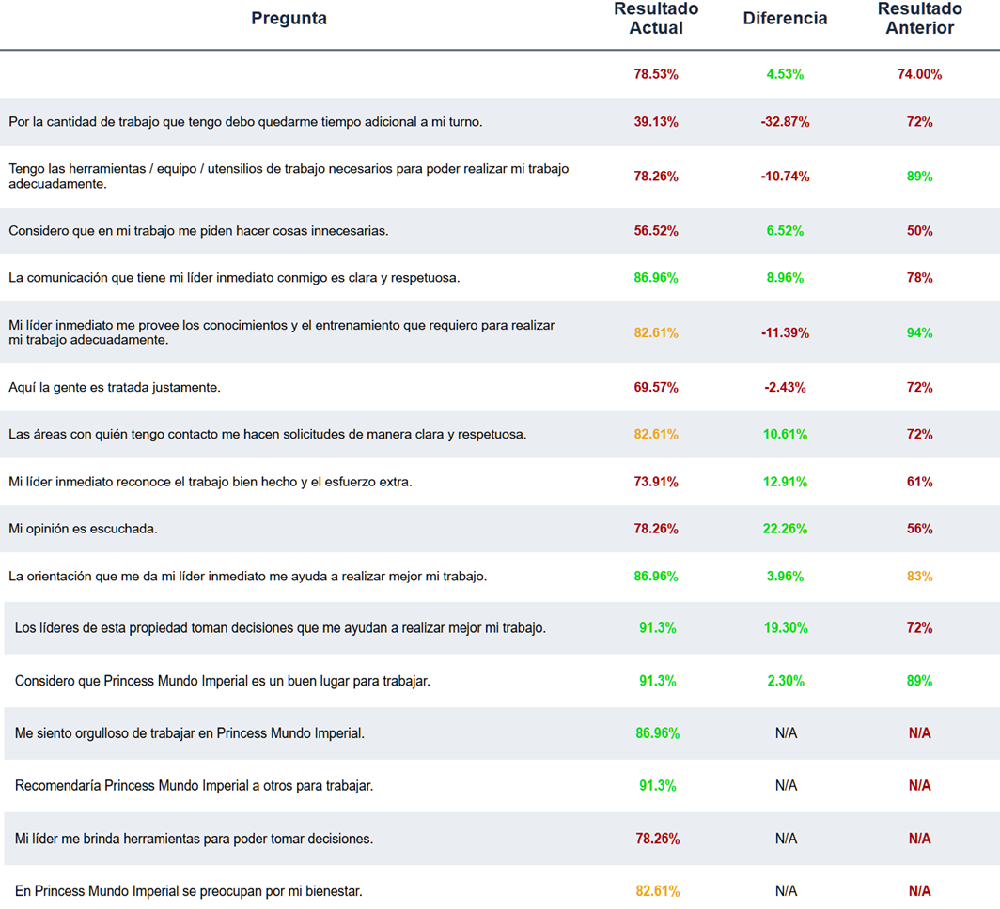 Pregunta Resultado Actual Diferencia Resultado Anterior
78.53% 4.53% 74.00%
Por la cantidad de trabajo que tengo debo quedarme tiempo adicional a mi turno. 39.13% -32.87% 72%
Tengo las herramientas / equipo / utensilios de trabajo necesarios para poder realizar mi trabajo
adecuadamente. 78.26% -10.74% 89%
Considero que en mi trabajo me piden hacer cosas innecesarias. 56.52% 6.52% 50%
La comunicación que tiene mi líder inmediato conmigo es clara y respetuosa. 86.96% 8.96% 78%
Mi líder inmediato me provee los conocimientos y el entrenamiento que requiero para realizar
mi trabajo adecuadamente. 82.61% -11.39% 94%
Aquí la gente es tratada justamente. 69.57% -2.43% 72%
Las áreas con quién tengo contacto me hacen solicitudes de manera clara y respetuosa. 82.61% 10.61% 72%
Mi líder inmediato reconoce el trabajo bien hecho y el esfuerzo extra. 73.91% 12.91% 61%
Mi opinión es escuchada. 78.26% 22.26% 56%
La orientación que me da mi líder inmediato me ayuda a realizar mejor mi trabajo. 86.96% 3.96% 83%
Los líderes de esta propiedad toman decisiones que me ayudan a realizar mejor mi trabajo. 91.3% 19.30% 72%
Considero que Princess Mundo Imperial es un buen lugar para trabajar. 91.3% 2.30% 89%
Me siento orgulloso de trabajar en Princess Mundo Imperial. 86.96% N/A N/A
Recomendaría Princess Mundo Imperial a otros para trabajar. 91.3% N/A N/A
Mi líder me brinda herramientas para poder tomar decisiones. 78.26% N/A N/A
En Princess Mundo Imperial se preocupan por mi bienestar. 82.61% N/A N/A